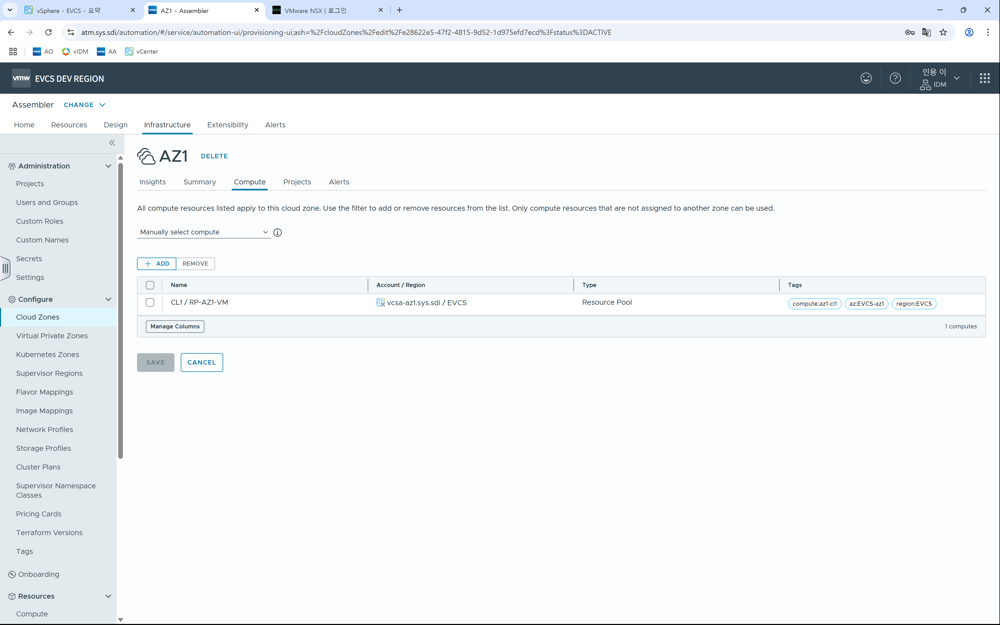 vSphere - EVCS - 요약
AZ1 - Assembler
NSX
VMware NSX | 로그인
atm.sys.sdi/automation/#/service/automation-ui/provisioning-ui;ash=%2FcloudZones%2Fedit%2Fe28622e5-47f2-4815-9d52-1d975efd7ecd%3Fstatus%3DACTIVE
vmw AO
vIDM
vmw AA
vCenter
vmw EVCS DEV REGION
인용 이
IDM
Assembler CHANGE
Home Resources Design Infrastructure Extensibility Alerts
Administration
Projects
Users and Groups
Custom Roles
Custom Names
Secrets
Settings
Configure
Cloud Zones
Virtual Private Zones
Kubernetes Zones
Supervisor Regions
Flavor Mappings
Image Mappings
Network Profiles
Storage Profiles
Cluster Plans
Supervisor Namespace
Classes
Pricing Cards
Terraform Versions
Tags
Onboarding
Resources
Compute
AZ1 DELETE
Insights Summary Compute Projects Alerts
All compute resources listed apply to this cloud zone. Use the filter to add or remove resources from the list. Only compute resources that are not assigned to another zone can be used.
Manually select compute
+ ADD REMOVE
Name Account / Region Type Tags
CL1 / RP-AZ1-VM vcsa-az1.sys.sdi / EVCS Resource Pool compute:az1-cl1 az:EVCS-az1 region:EVCS
Manage Columns 1 computes
SAVE CANCEL